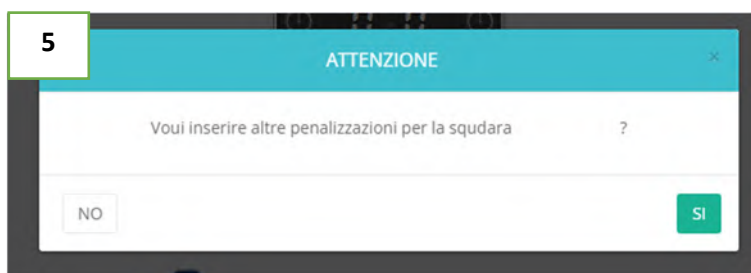 5
ATTENZIONE
×
Voui inserire altre penalizzazioni per la squdara ?
NO
SI